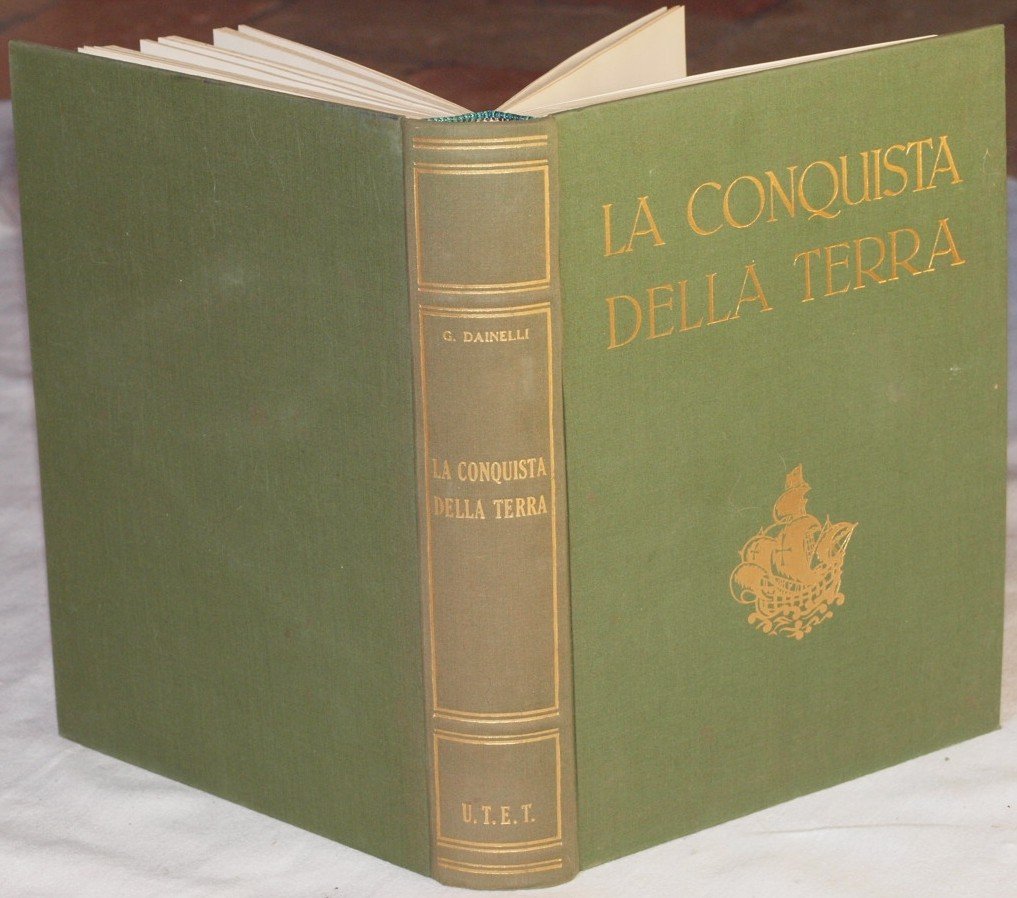 G. DAINELLI
LA CONQUISTA
DELLA TERRA
U.T.E.T.
LA CONQUISTA
DELLA TERRA